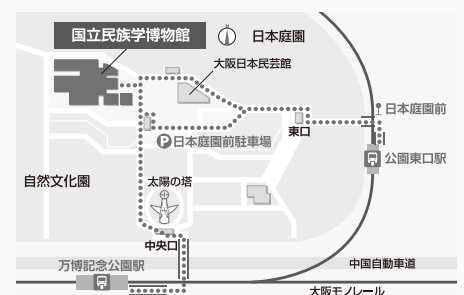 国立民族学博物館
N
日本庭園
大阪日本民芸館
日本庭園前
東口
P日本庭園前駐車場
公園東口駅
自然文化園
太陽の塔
中央口
万博記念公園駅
中国自動車道
大阪モノレール